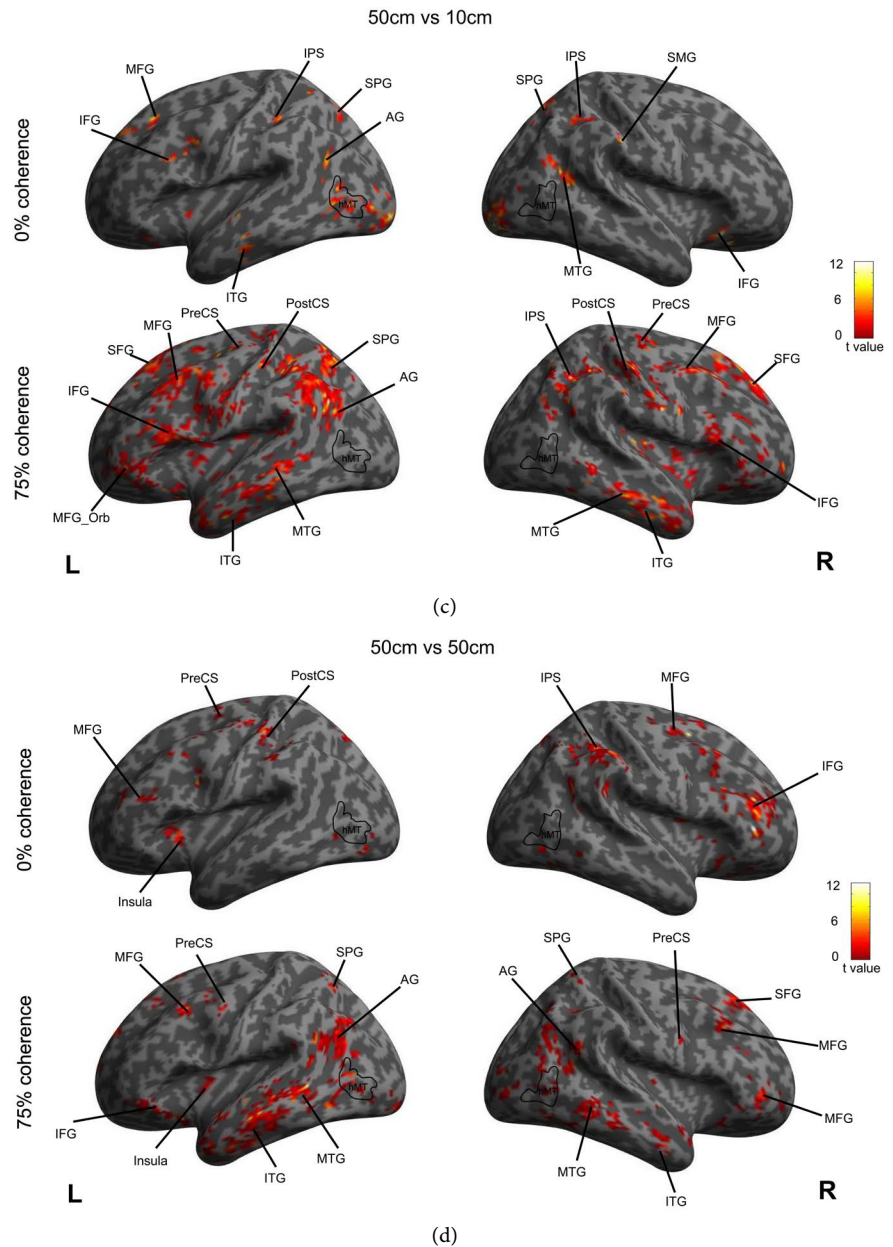 50cm vs 10cm
0% coherence
MFG
IPS
SPG
IFG
AG
hMT
ITG
SPG
IPS
SMG
hMT
MTG
IFG
12
6
0
t value
75% coherence
PreCS
PostCS
MFG
SFG
SPG
IFG
AG
hMT
MFG_Orb
MTG
ITG
L
PostCS
PreCS
IPS
MFG
SFG
hMT
IFG
MTG
ITG
R
(c)
50cm vs 50cm
0% coherence
PreCS
PostCS
MFG
hMT
Insula
IPS
MFG
IFG
hMT
12
6
0
t value
75% coherence
PreCS
MFG
SPG
AG
hMT
IFG
Insula
MTG
ITG
L
SPG
PreCS
AG
SFG
MFG
hMT
MFG
MTG
ITG
R
(d)